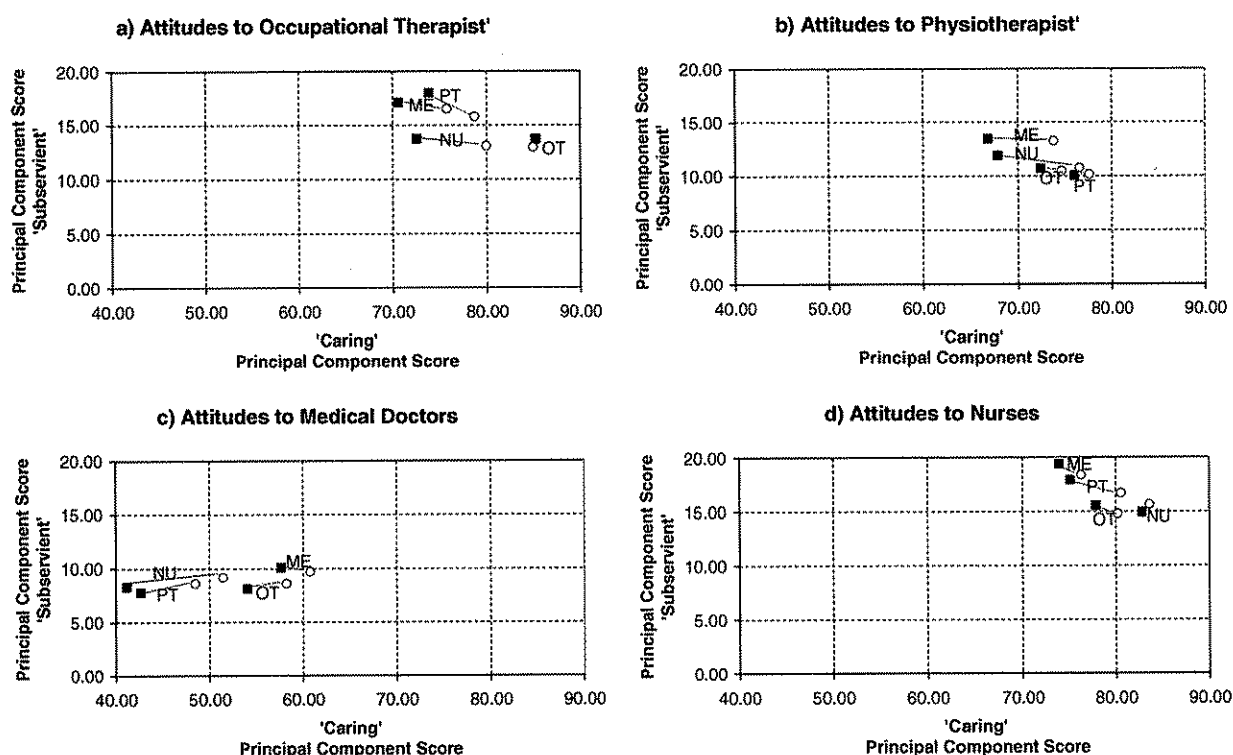 a) Attitudes to Occupational Therapist'
Principal Component Score
'Subservient'
20.00
15.00
10.00
5.00
0.00
PT
ME
NU
OT
40.00 50.00 60.00 70.00 80.00 90.00
'Caring'
Principal Component Score
b) Attitudes to Physiotherapist'
Principal Component Score
'Subservient'
20.00
15.00
10.00
5.00
0.00
ME
NU
OT
PT
40.00 50.00 60.00 70.00 80.00 90.00
'Caring'
Principal Component Score
c) Attitudes to Medical Doctors
Principal Component Score
'Subservient'
20.00
15.00
10.00
5.00
0.00
ME
NU
PT
OT
40.00 50.00 60.00 70.00 80.00 90.00
'Caring'
Principal Component Score
d) Attitudes to Nurses
Principal Component Score
'Subservient'
20.00
15.00
10.00
5.00
0.00
ME
PT
OT
NU
40.00 50.00 60.00 70.00 80.00 90.00
'Caring'
Principal Component Score